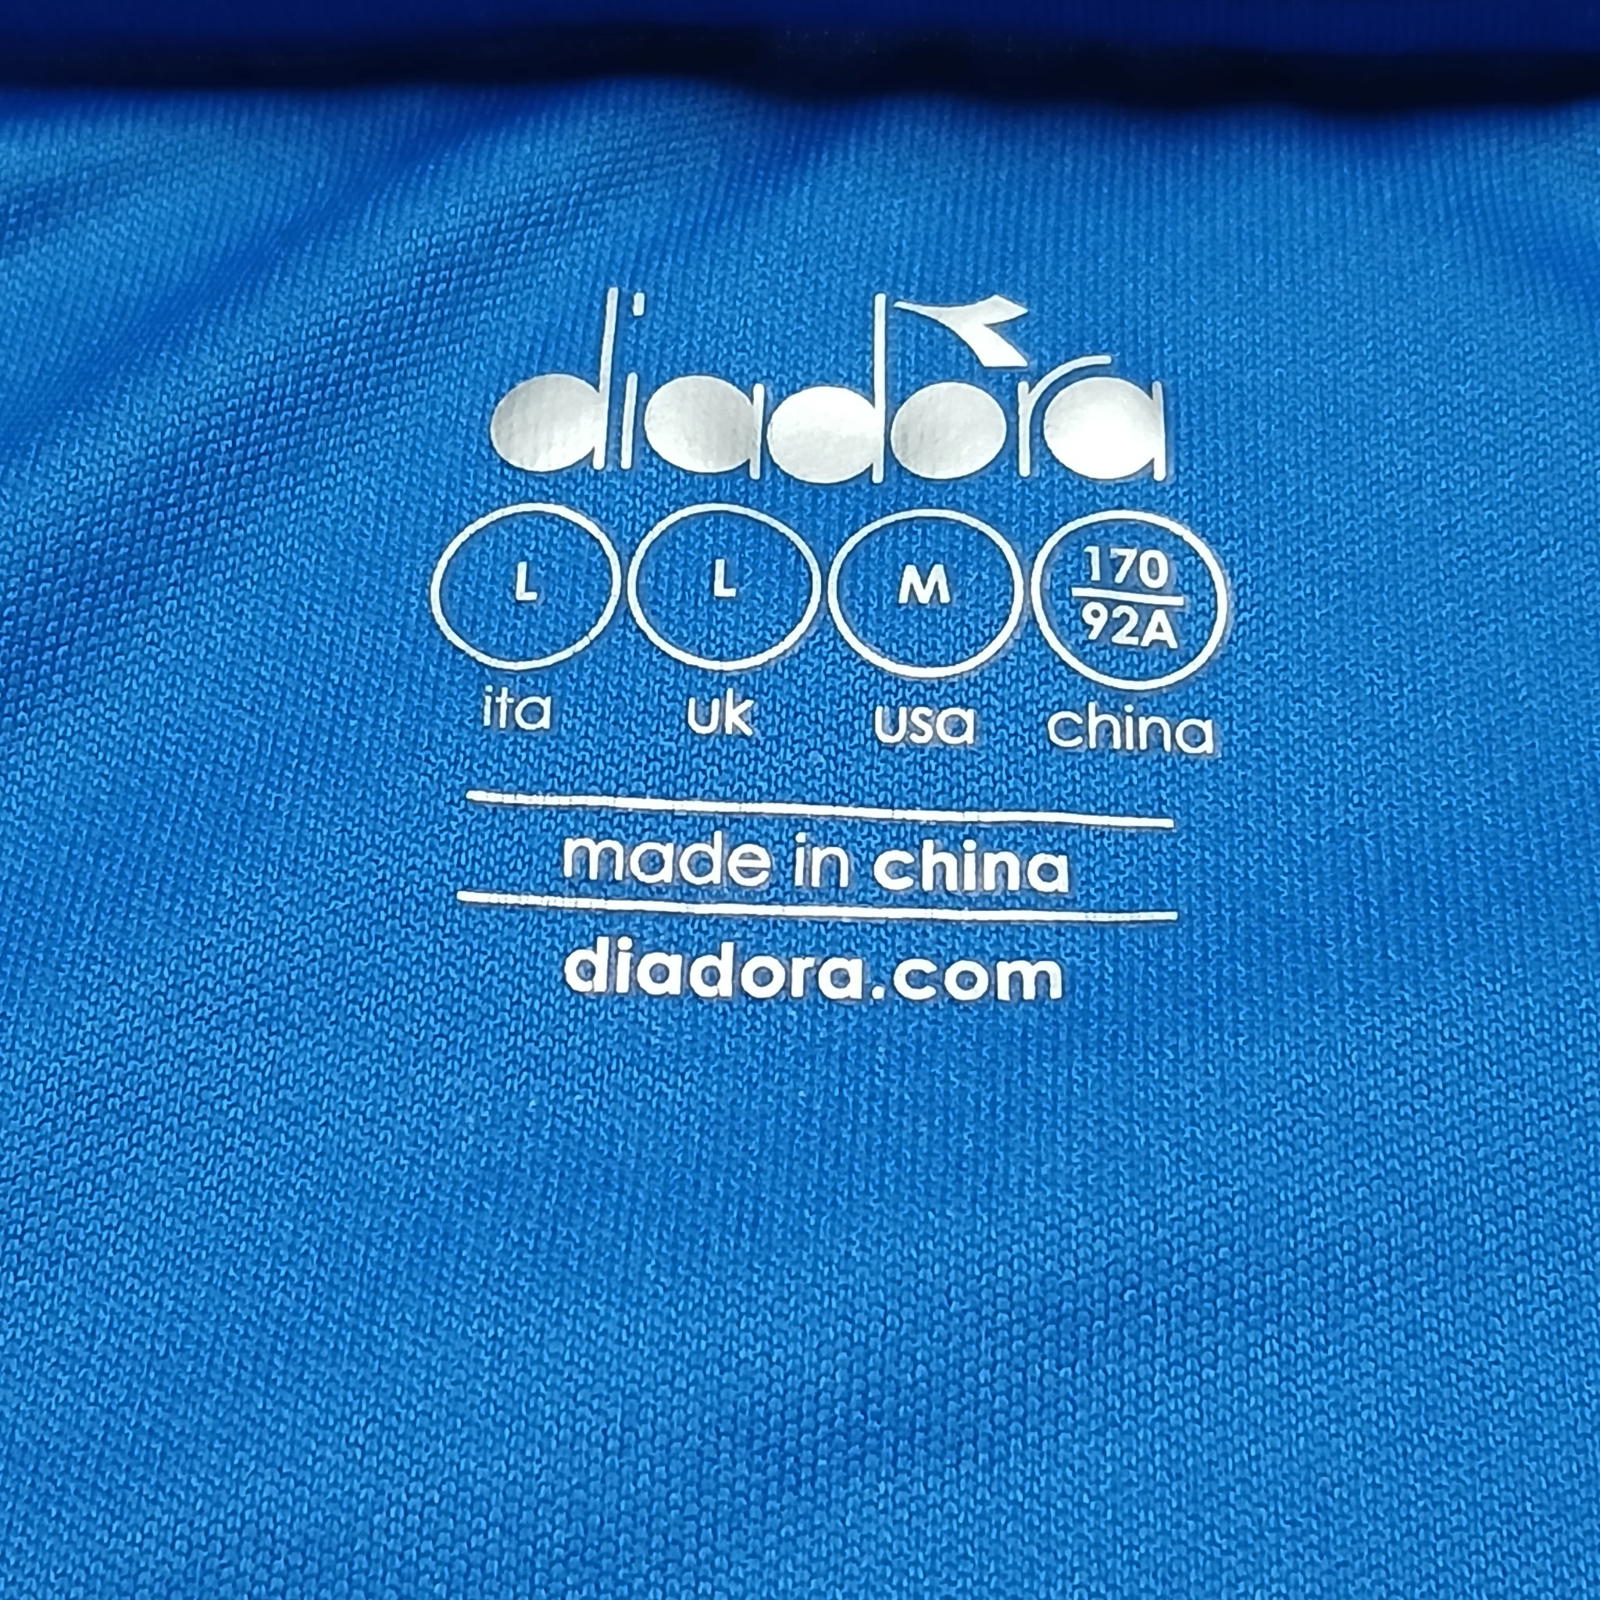 diadora
L L M 170
92A
ita uk usa china
made in china
diadora.com